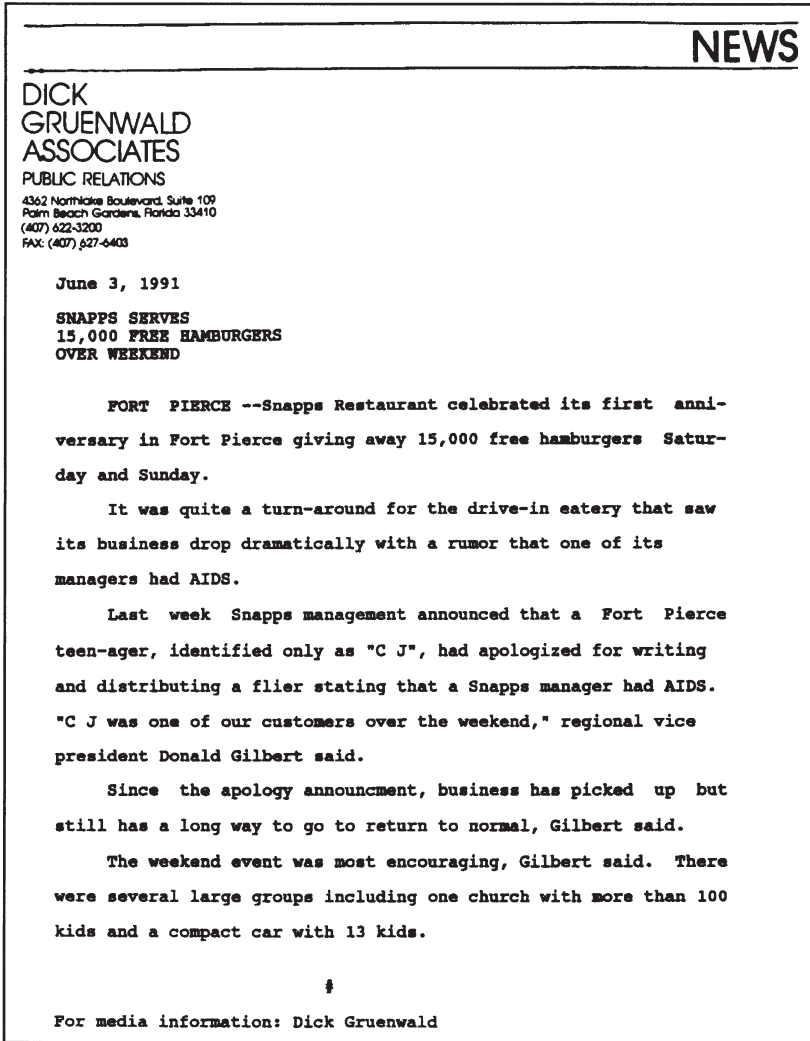 NEWS
DICK
GRUENWALD
ASSOCIATES
PUBLIC RELATIONS
4362 Northlake Boulevard, Suite 109
Palm Beach Gardens, Florida 33410
(407) 622-3200
FAX: (407) 627-6403
June 3, 1991
SNAPPS SERVES
15,000 FREE HAMBURGERS
OVER WEEKEND
FORT PIERCE --Snapps Restaurant celebrated its first anni-
versary in Fort Pierce giving away 15,000 free hamburgers Satur-
day and Sunday.
It was quite a turn-around for the drive-in eatery that saw
its business drop dramatically with a rumor that one of its
managers had AIDS.
Last week Snapps management announced that a Fort Pierce
teen-ager, identified only as "C J", had apologized for writing
and distributing a flier stating that a Snapps manager had AIDS.
"C J was one of our customers over the weekend," regional vice
president Donald Gilbert said.
Since the apology announcment, business has picked up but
still has a long way to go to return to normal, Gilbert said.
The weekend event was most encouraging, Gilbert said. There
were several large groups including one church with more than 100
kids and a compact car with 13 kids.
#
For media information: Dick Gruenwald